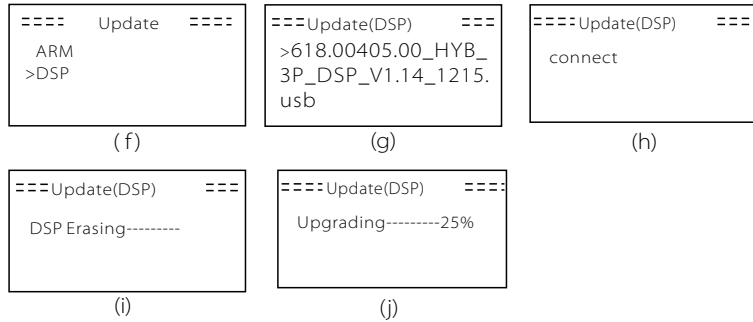 ==== Update ====
ARM
>DSP
(f)
===Update(DSP) ===
>618.00405.00_HYB_
3P_DSP_V1.14_1215.
usb
(g)
====Update(DSP) ===
connect
(h)
===Update(DSP) ===
DSP Erasing---------
(i)
====Update(DSP) ====
Upgrading---------25%
(j)